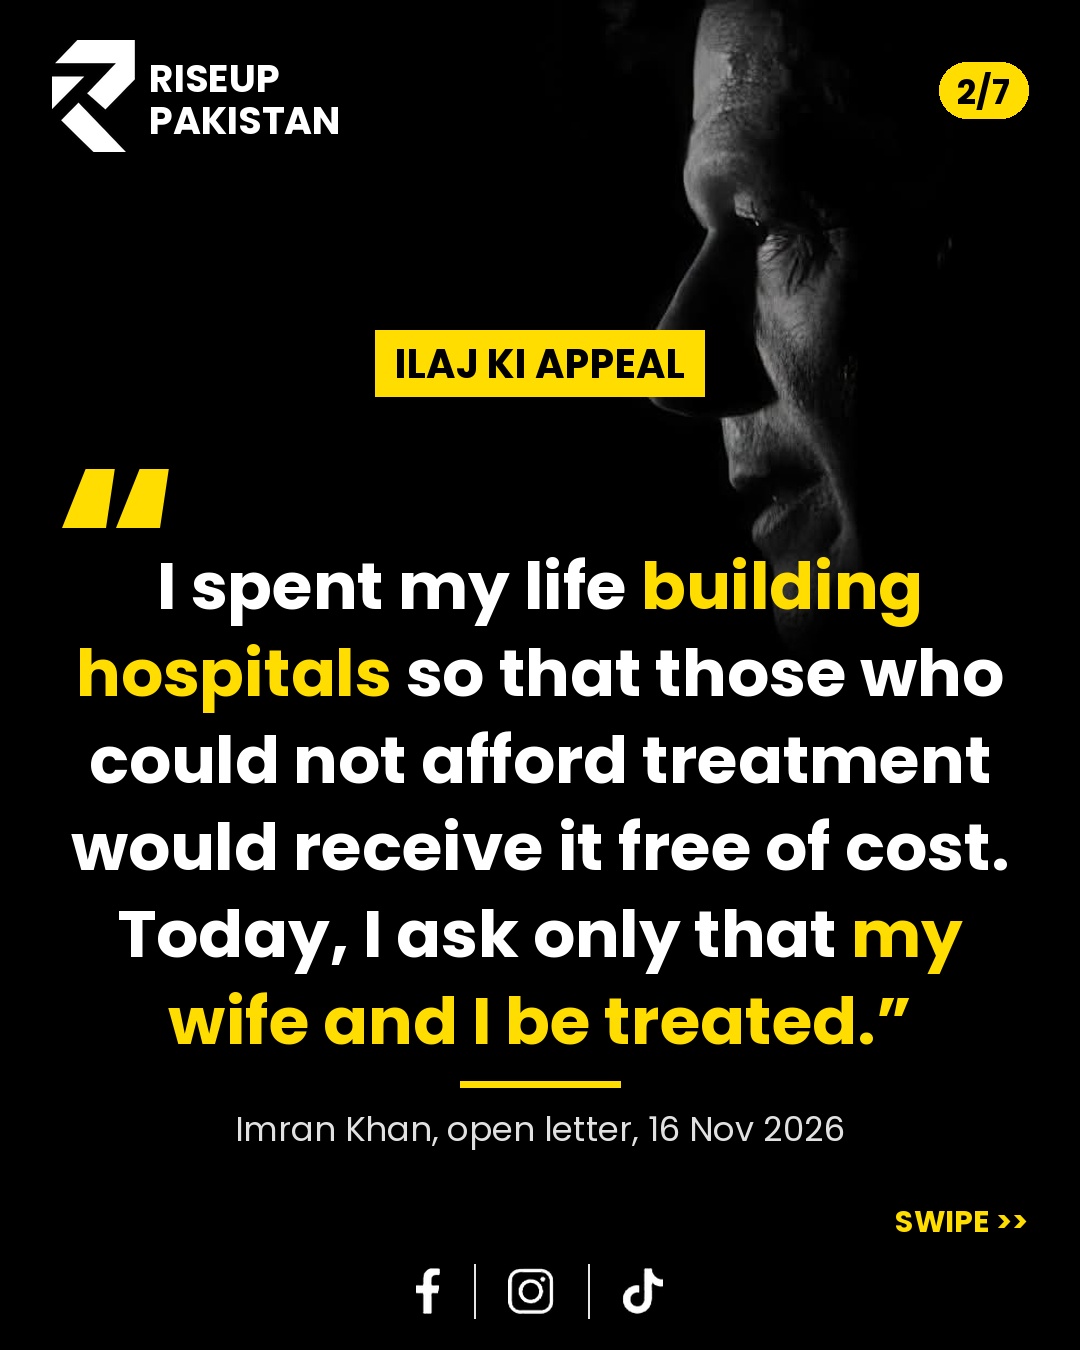 RISEUP
PAKISTAN
2/7
ILAJ KI APPEAL
“
I spent my life building
hospitals so that those who
could not afford treatment
would receive it free of cost.
Today, I ask only that my
wife and I be treated.”
Imran Khan, open letter, 16 Nov 2026
SWIPE >>